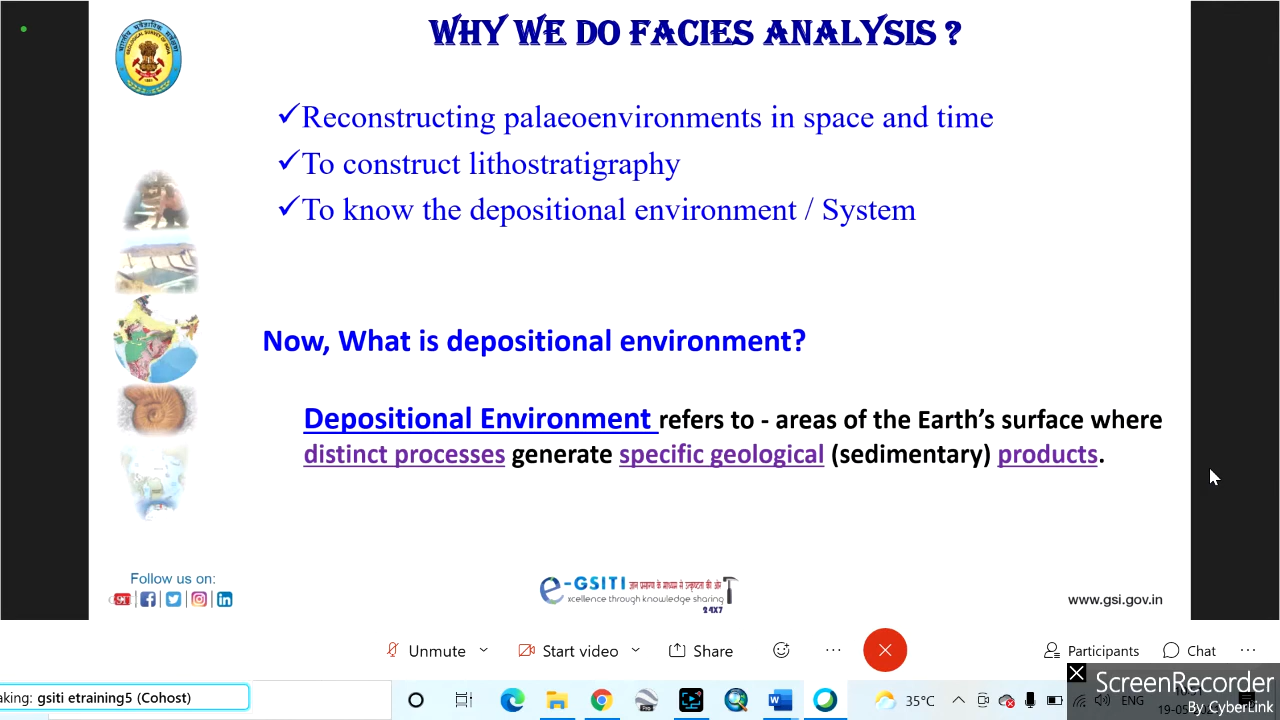 WHY WE DO FACIES ANALYSIS ?
✓Reconstructing palaeoenvironments in space and time
✓To construct lithostratigraphy
✓To know the depositional environment / System
Now, What is depositional environment?
Depositional Environment refers to - areas of the Earth’s surface where
distinct processes generate specific geological (sedimentary) products.
Follow us on:
e-GSITI
xcellence through knowledge sharing
24X7
www.gsi.gov.in
Unmute
Start video
Share
Participants
Chat
aking: gsiti etraining5 (Cohost)
35°C
ENG
ScreenRecorder
By CyberLink